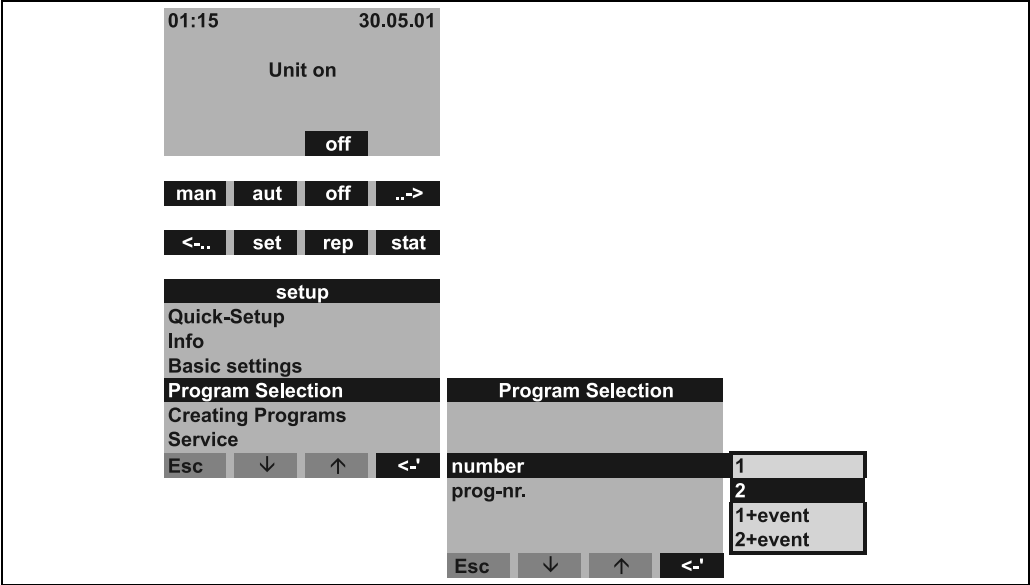 01:15 30.05.01
Unit on
off
man aut off ..->
<-.. set rep stat
setup
Quick-Setup
Info
Basic settings
Program Selection
Creating Programs
Service
Esc ↓ ↑ <-'
Program Selection
number
prog-nr.
Esc ↓ ↑ <-'
1
2
1+event
2+event